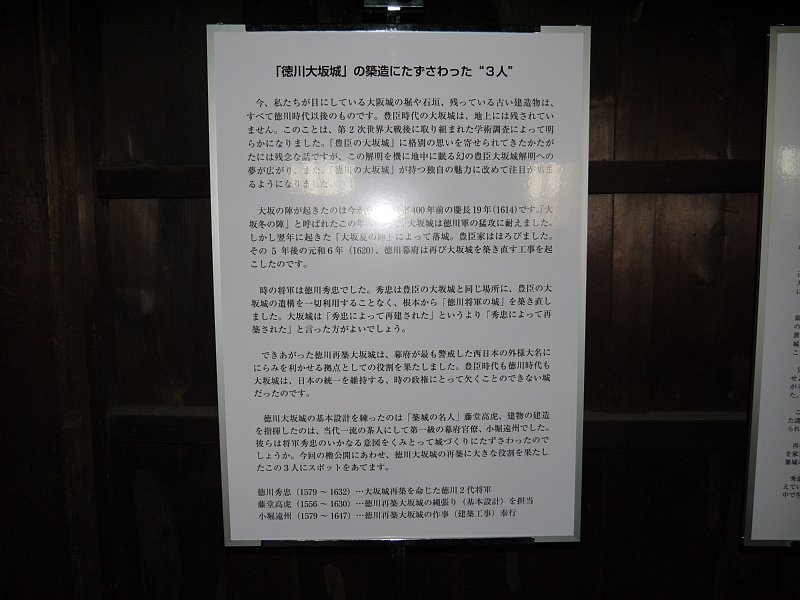 「徳川大坂城」の築造にたずさわった“３人”
今、私たちが目にしている大阪城の堀や石垣、残っている古い建造物は、
すべて徳川時代以後のものです。豊臣時代の大坂城は、地上には残されてい
ません。このことは、第２次世界大戦後に取り組まれた学術調査によって明
らかになりました。「豊臣の大坂城」に格別の思いを寄せられてきたかたが
たには残念な話ですが、この解明を機に地中に眠る幻の豊臣大坂城解明への
夢が広がり、また、「徳川の大坂城」が持つ独自の魅力に改めて注目が集ま
るようになりました。
大坂の陣が起きたのは今から 400年前の慶長19年(1614)です。「大
坂冬の陣」と呼ばれたこの年の 大坂城は徳川軍の猛攻に耐えました。
しかし翌年に起きた「大坂夏の陣」によって落城。豊臣家はほろびました。
その５年後の元和６年（1620)、徳川幕府は再び大坂城を築き直す工事を起
こしたのです。
時の将軍は徳川秀忠でした。秀忠は豊臣の大坂城と同じ場所に、豊臣の大
坂城の遺構を一切利用することなく、根本から「徳川将軍の城」を築き直し
ました。大坂城は「秀忠によって再建された」というより「秀忠によって再
築された」と言った方がよいでしょう。
できあがった徳川再築大坂城は、幕府が最も警戒した西日本の外様大名に
にらみを利かせる拠点としての役割を果たしました。豊臣時代も徳川時代も
大坂城は、日本の統一を維持する、時の政権にとって欠くことのできない城
だったのです。
徳川大坂城の基本設計を練ったのは「築城の名人」藤堂高虎、建物の建造
を指揮したのは、当代一流の茶人にして第一級の幕府官僚、小堀遠州でした。
彼らは将軍秀忠のいかなる意図をくみとって城づくりにたずさわったので
しょうか。今回の櫓公開にあわせ、徳川大坂城の再築に大きな役割を果たし
たこの３人にスポットをあてます。
徳川秀忠（1579～1632）…大坂城再築を命じた徳川２代将軍
藤堂高虎（1556～1630）…徳川再築大坂城の縄張り（基本設計）を担当
小堀遠州（1579～1647）…徳川再築大坂城の作事（建築工事）奉行